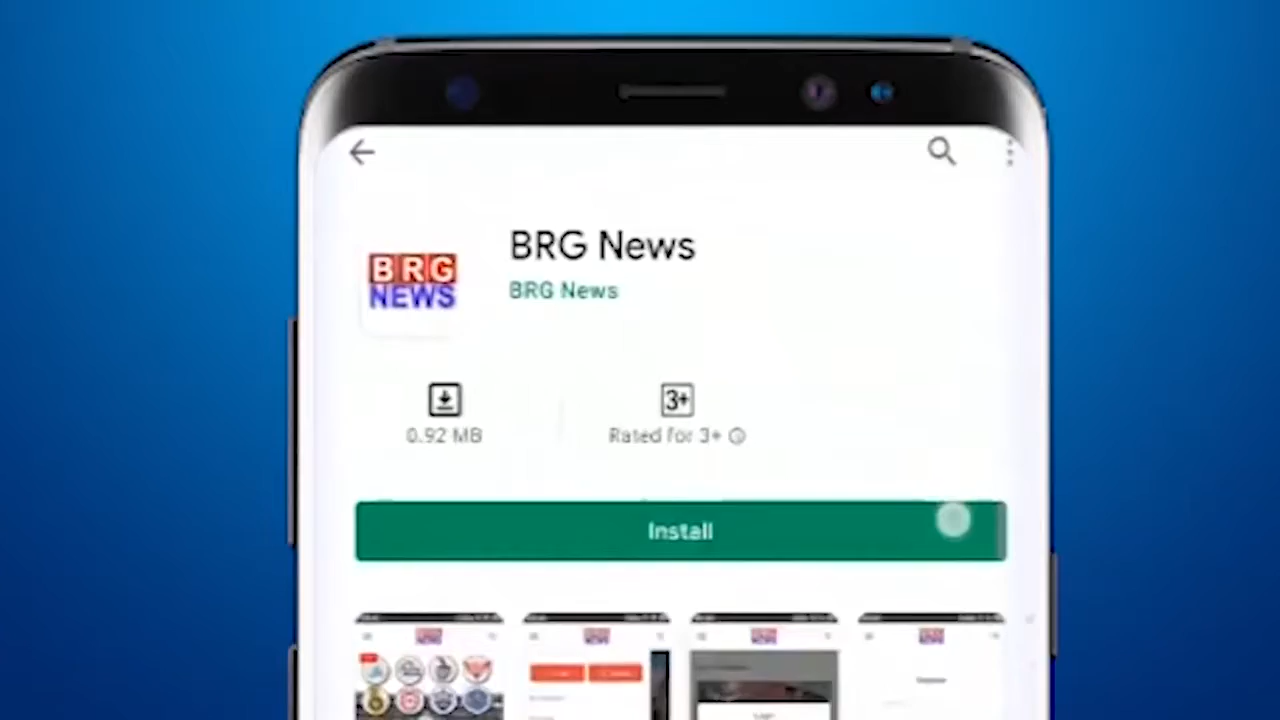 BRG News
BRG
NEWS
BRG News
3+
0.92 MB
Rated for 3+
Install